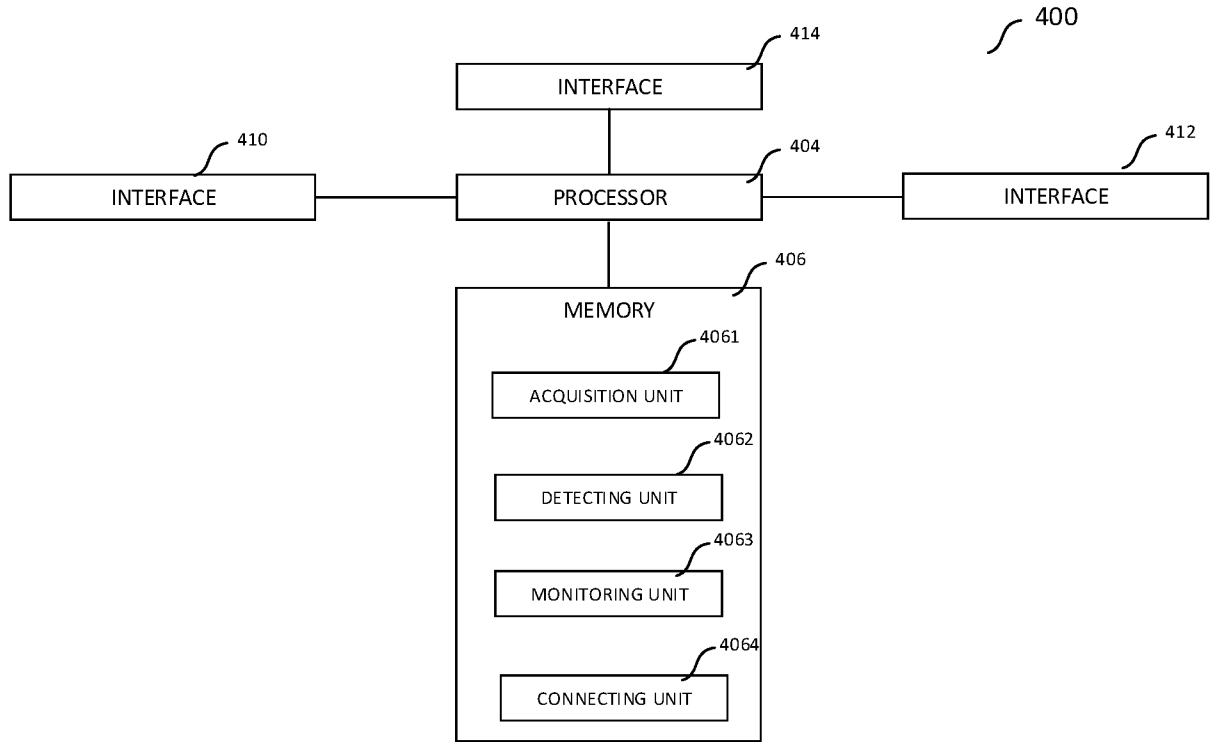 400
414
INTERFACE
410
404
412
INTERFACE
PROCESSOR
INTERFACE
406
MEMORY
4061
ACQUISITION UNIT
4062
DETECTING UNIT
4063
MONITORING UNIT
4064
CONNECTING UNIT